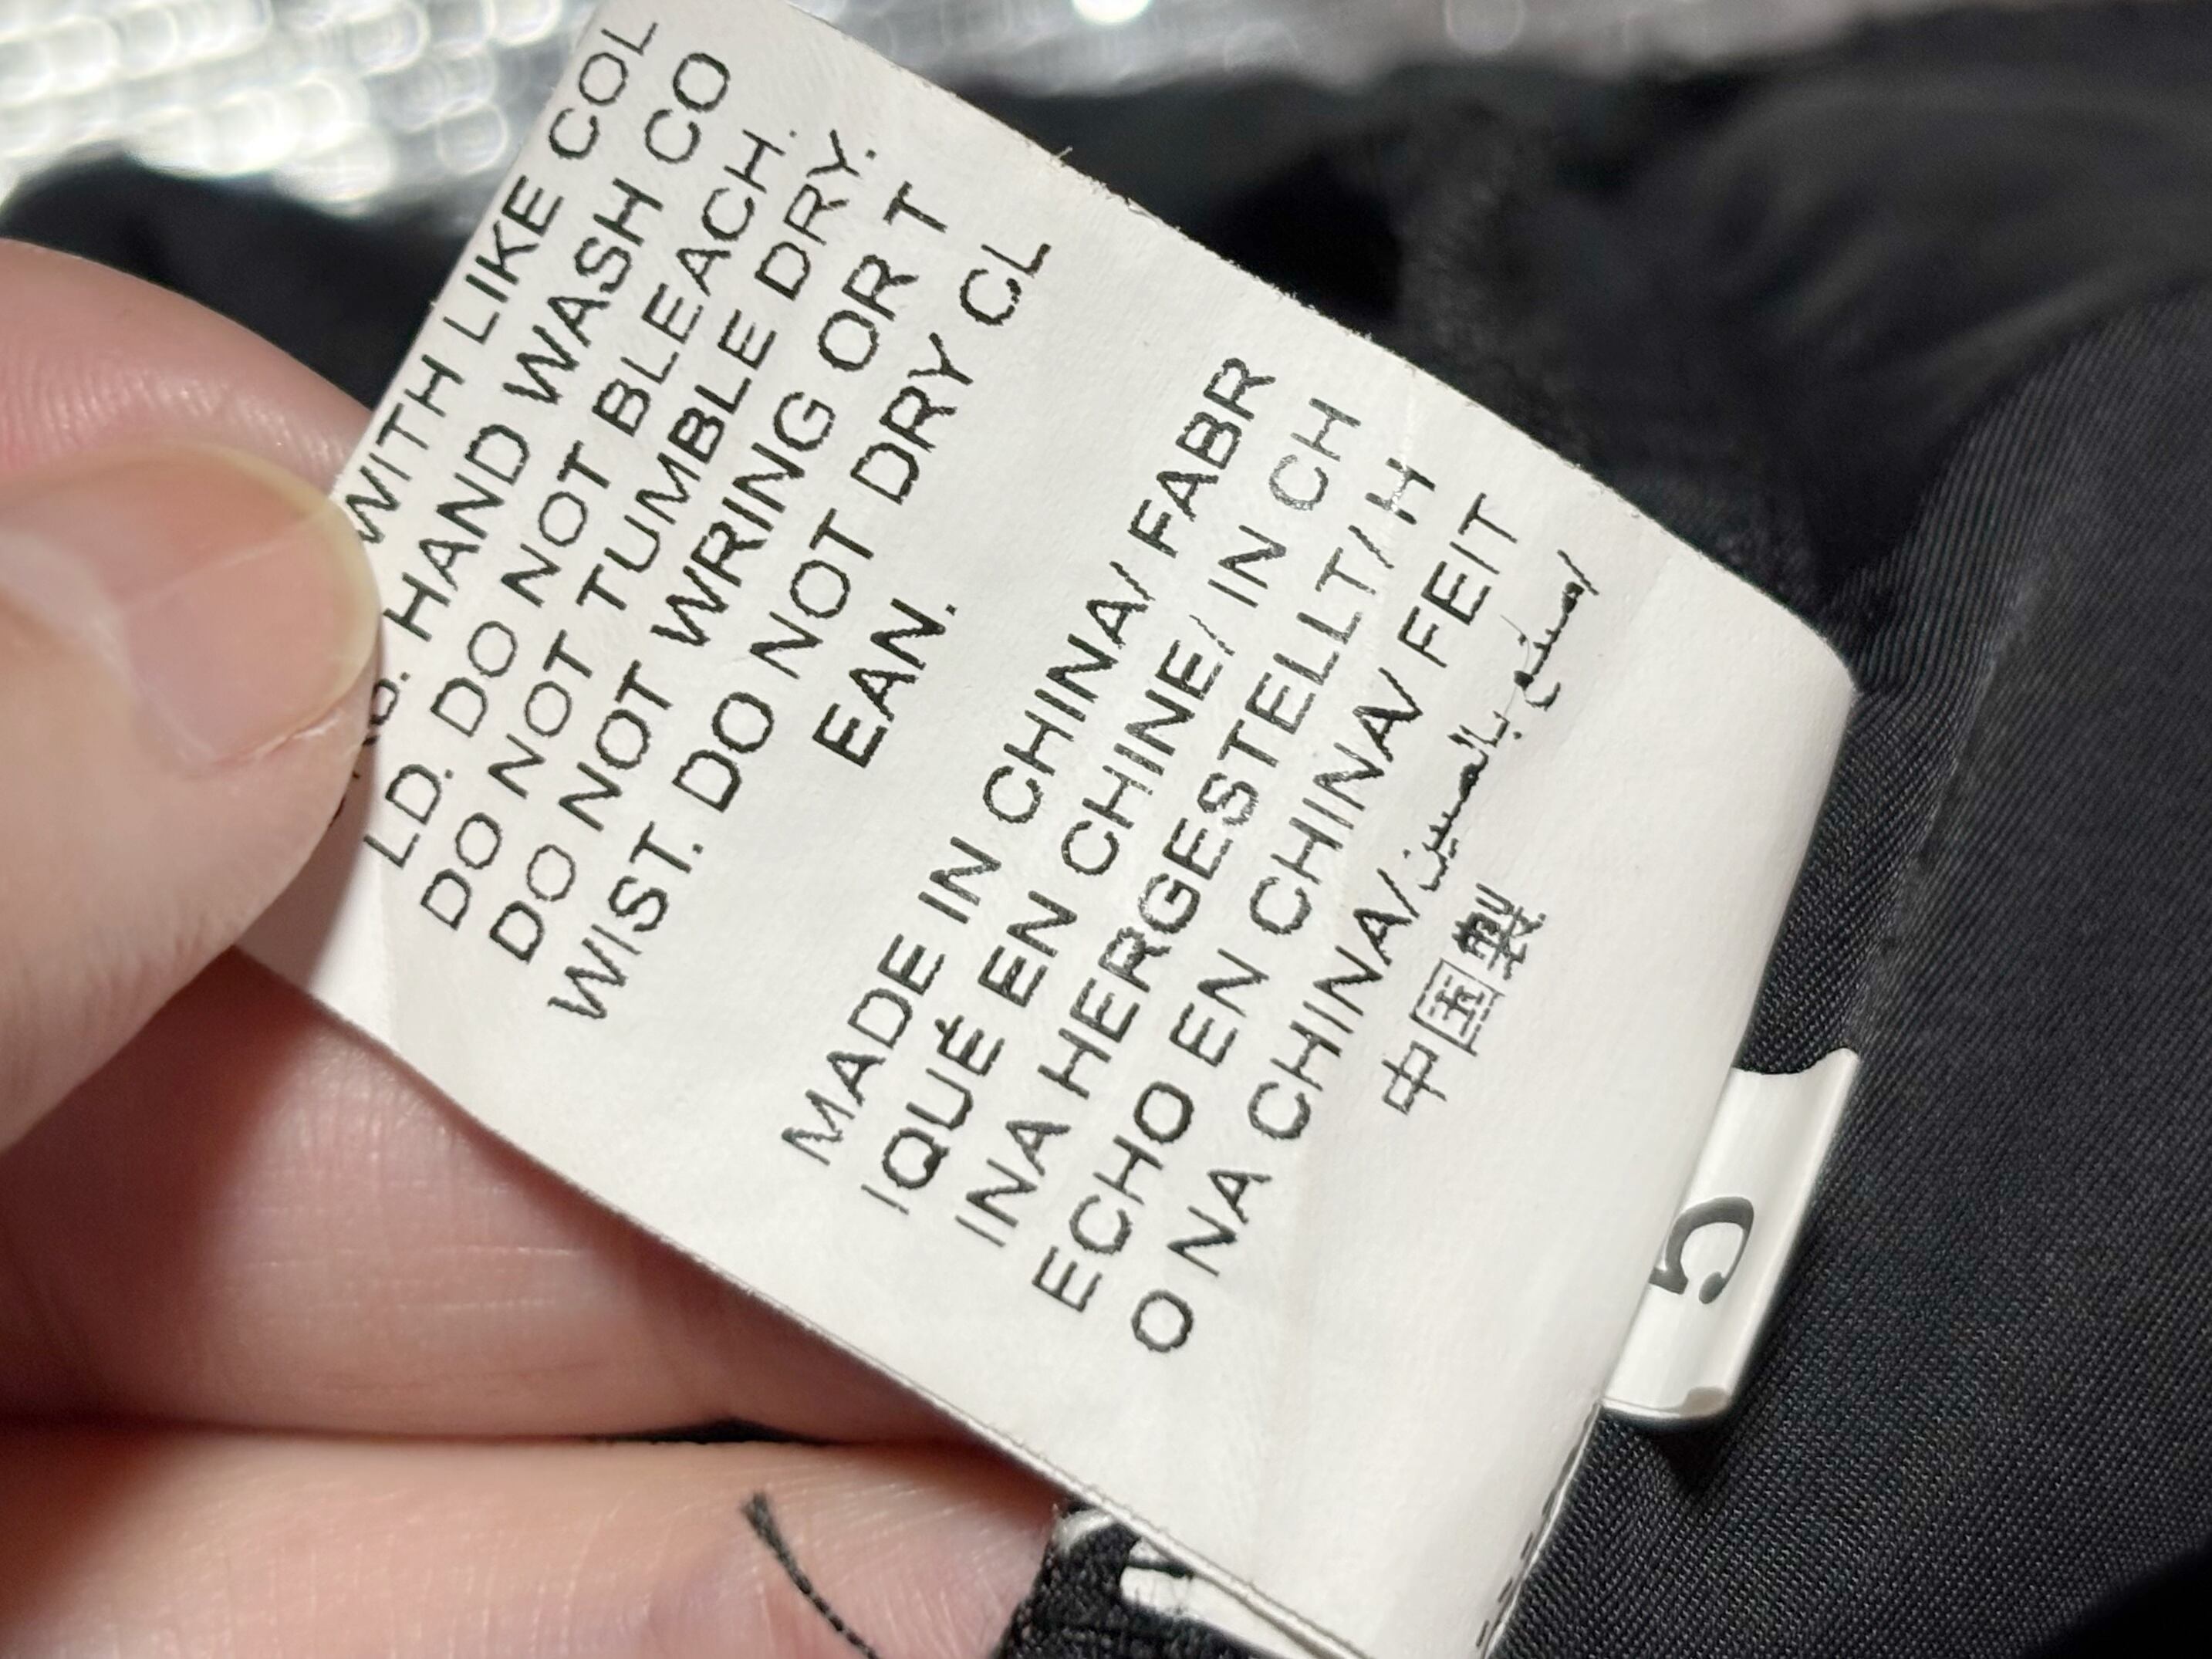 WITH LIKE COL
HAND WASH CO
LD. DO NOT BLEACH.
DO NOT TUMBLE DRY.
DO NOT WRING OR T
WIST. DO NOT DRY CL
EAN.
MADE IN CHINA/ FABR
IQUÉ EN CHINE/ IN CH
INA HERGESTELLT/ H
ECHO EN CHINA/ FEIT
O NA CHINA/صنع بالصين/
中国製
5